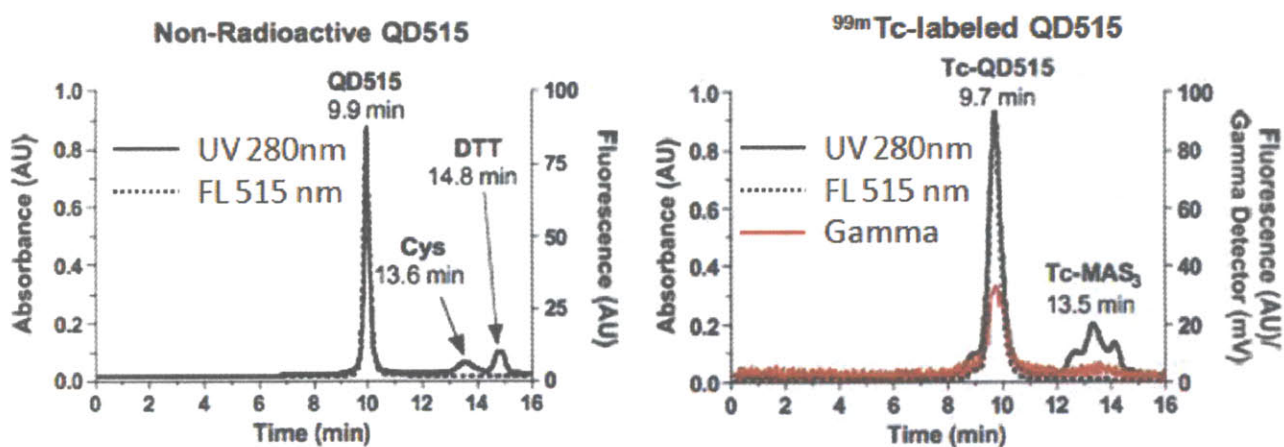 Non-Radioactive QD515
QD515
9.9 min
1.0
0.8
0.6
0.4
0.2
0.0
Absorbance (AU)
UV 280nm
FL 515 nm
DTT
14.8 min
Cys
13.6 min
100
75
50
25
0
Fluorescence (AU)
0 2 4 6 8 10 12 14 16
Time (min)
99mTc-labeled QD515
Tc-QD515
9.7 min
1.0
0.8
0.6
0.4
0.2
0.0
Absorbance (AU)
UV 280nm
FL 515 nm
Gamma
Tc-MAS3
13.5 min
100
80
60
40
20
0
Fluorescence (AU)/
Gamma Detector (mV)
0 2 4 6 8 10 12 14 16
Time (min)